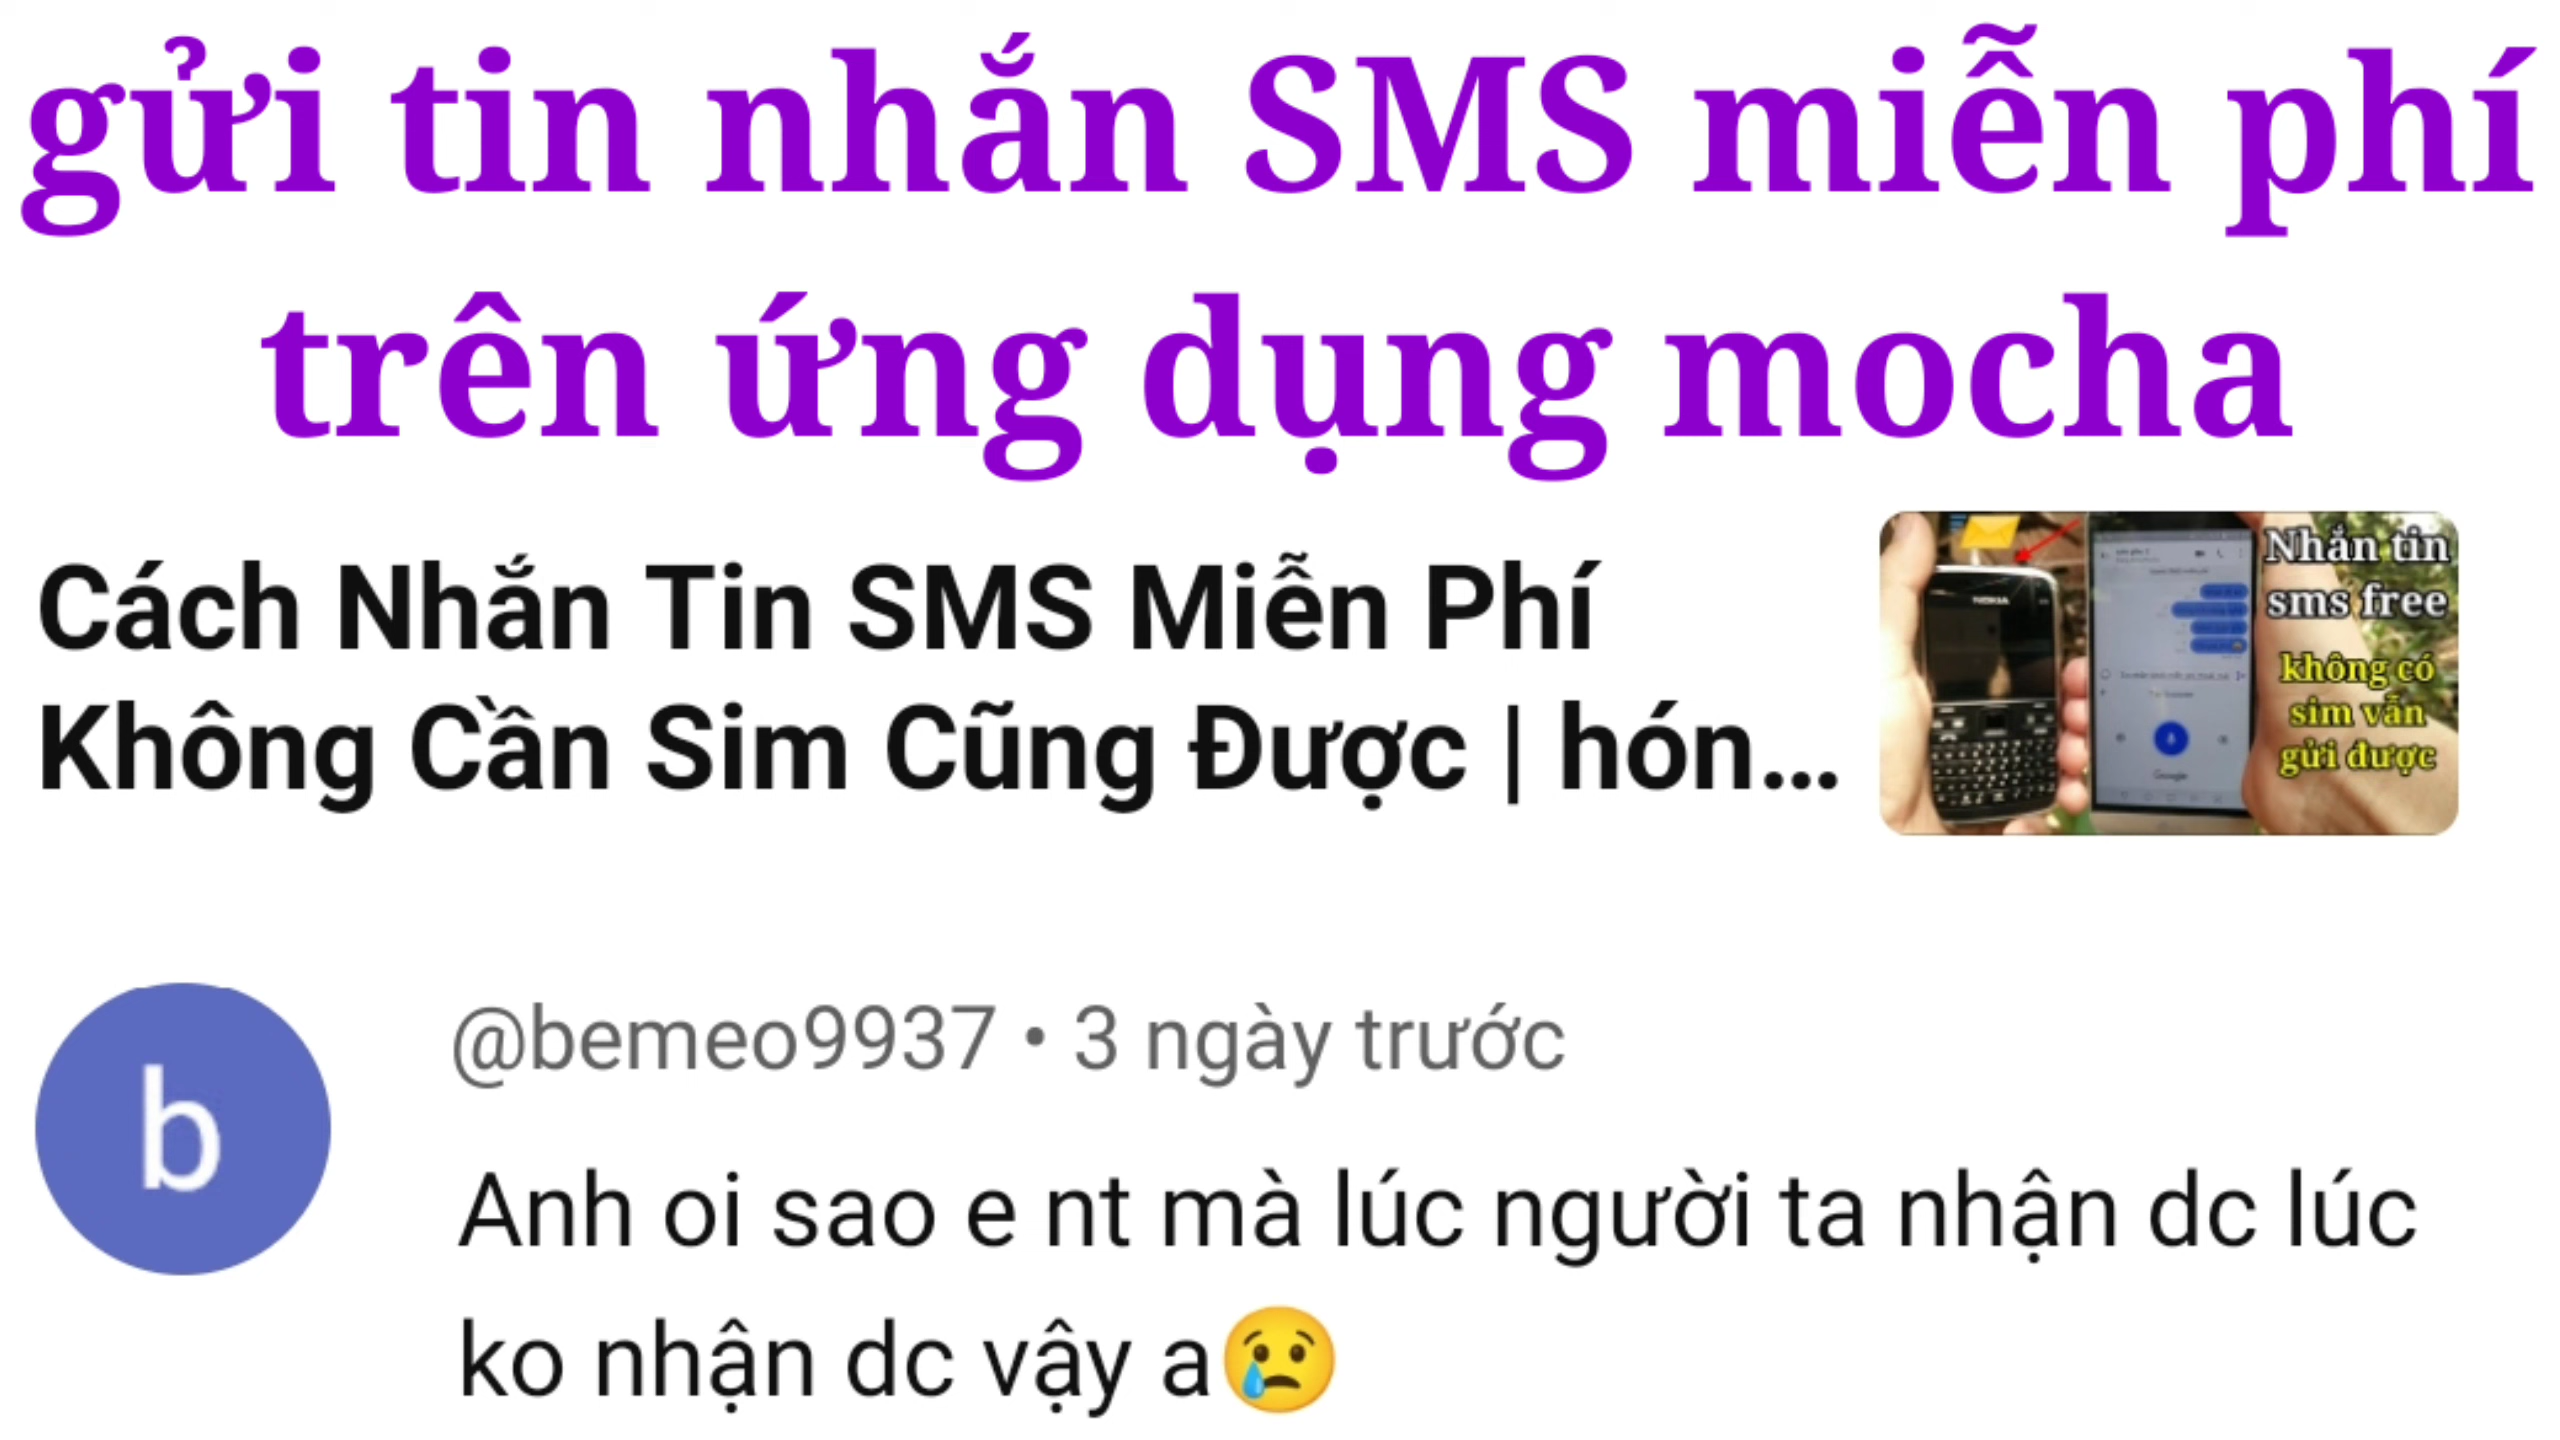 gửi tin nhắn SMS miễn phí
trên ứng dụng mocha
Cách Nhắn Tin SMS Miễn Phí
Không Cần Sim Cũng Được | hón...
NOKIA
Nhắn tin
sms free
không có
sim vẫn
gửi được
Google
b
@bemeo9937 • 3 ngày trước
Anh oi sao e nt mà lúc người ta nhận dc lúc
ko nhận dc vậy a😢